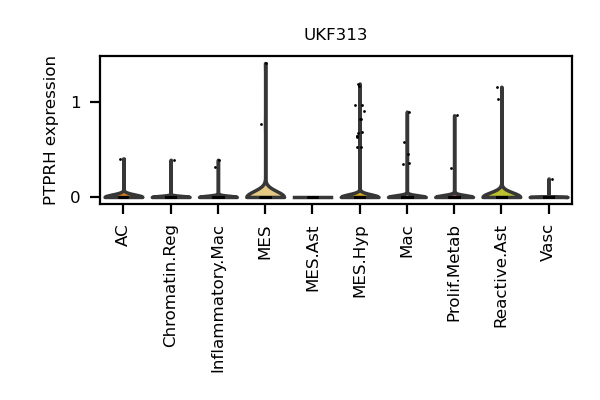 UKF313
PTPRH expression
1
0
AC
Chromatin.Reg
Inflammatory.Mac
MES
MES.Ast
MES.Hyp
Mac
Prolif.Metab
Reactive.Ast
Vasc